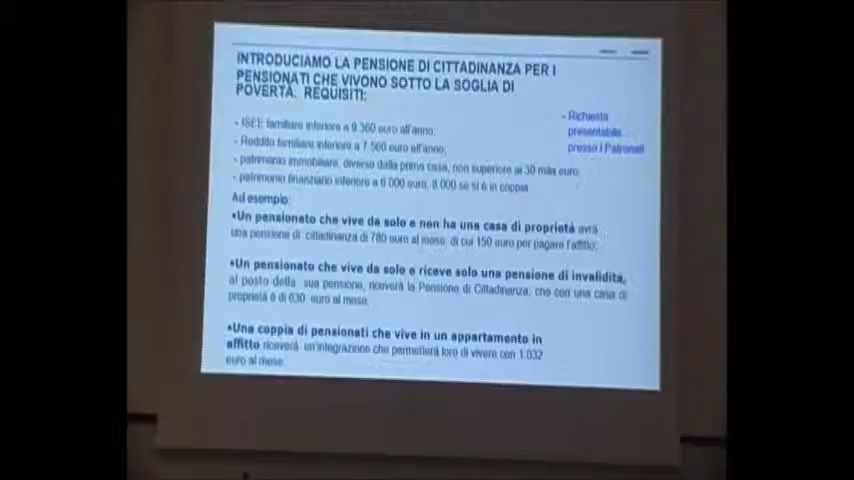 INTRODUCIAMO LA PENSIONE DI CITTADINANZA PER I
PENSIONATI CHE VIVONO SOTTO LA SOGLIA DI
POVERTÀ. REQUISITI:
- ISEE familiare inferiore a 9.360 euro all'anno;
- Reddito familiare inferiore a 7.560 euro all'anno;
- patrimonio immobiliare, diverso dalla prima casa, non superiore ai 30 mila euro;
- patrimonio finanziario inferiore a 6.000 euro, 8.000 se si è in coppia
- Richiesta
presentabile
presso i Patronati
Ad esempio:
•Un pensionato che vive da solo e non ha una casa di proprietà avrà
una pensione di cittadinanza di 780 euro al mese, di cui 150 euro per pagare l'affitto;
•Un pensionato che vive da solo e riceve solo una pensione di invalidità,
al posto della sua pensione, riceverà la Pensione di Cittadinanza, che con una casa di
proprietà è di 630 euro al mese;
•Una coppia di pensionati che vive in un appartamento in
affitto riceverà un'integrazione che permetterà loro di vivere con 1.032
euro al mese